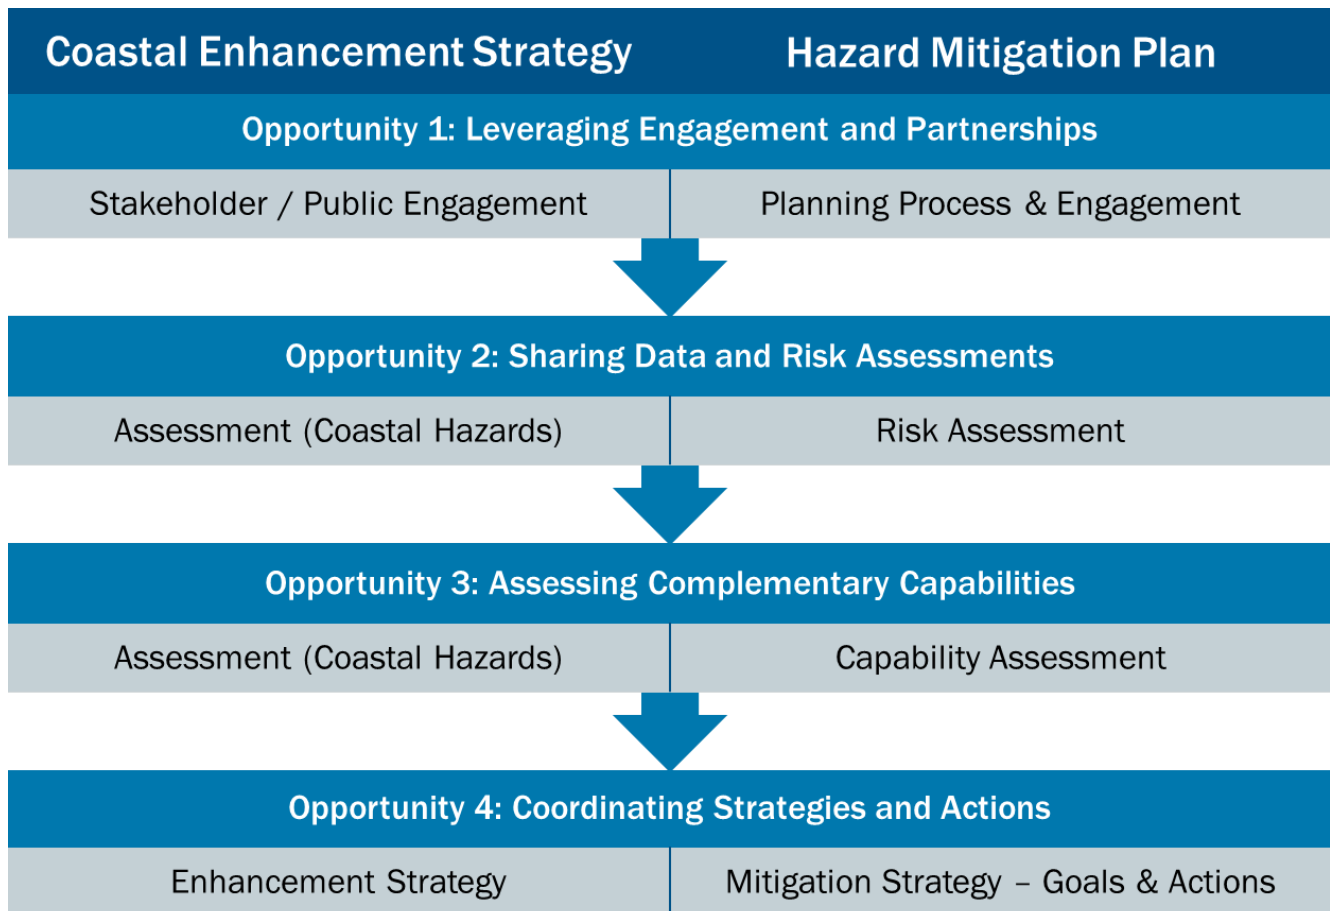 Coastal Enhancement Strategy
Hazard Mitigation Plan
Opportunity 1: Leveraging Engagement and Partnerships
Stakeholder / Public Engagement
Planning Process & Engagement
Opportunity 2: Sharing Data and Risk Assessments
Assessment (Coastal Hazards)
Risk Assessment
Opportunity 3: Assessing Complementary Capabilities
Assessment (Coastal Hazards)
Capability Assessment
Opportunity 4: Coordinating Strategies and Actions
Enhancement Strategy
Mitigation Strategy – Goals & Actions